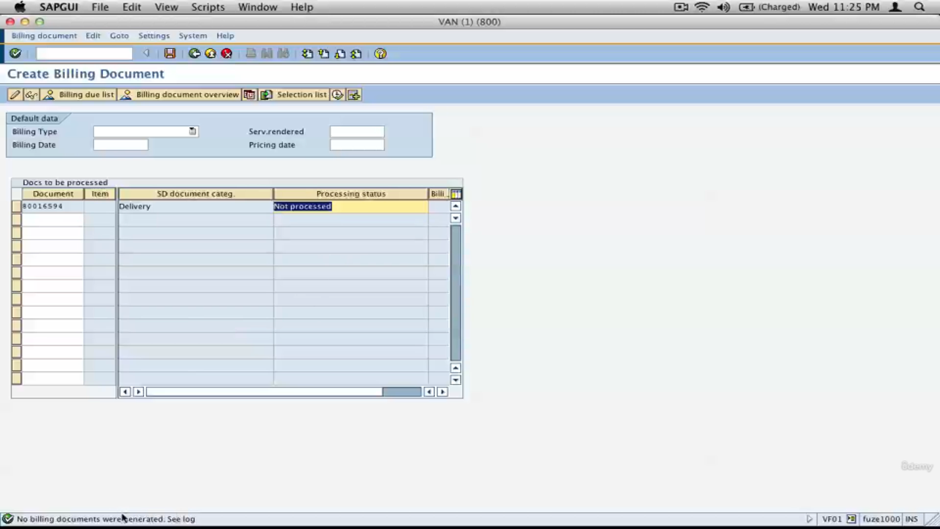 SAPGUI File Edit View Scripts Window Help (Charged) Wed 11:25 PM
VAN (1) (800)
Billing document Edit Goto Settings System Help
Create Billing Document
Billing due list Billing document overview Selection list
Default data
Billing Type Serv.rendered
Billing Date Pricing date
Docs to be processed
Document Item SD document categ. Processing status Billi..
80016594 Delivery Not processed
udemy
No billing documents were generated. See log VF01 fuze1000 INS